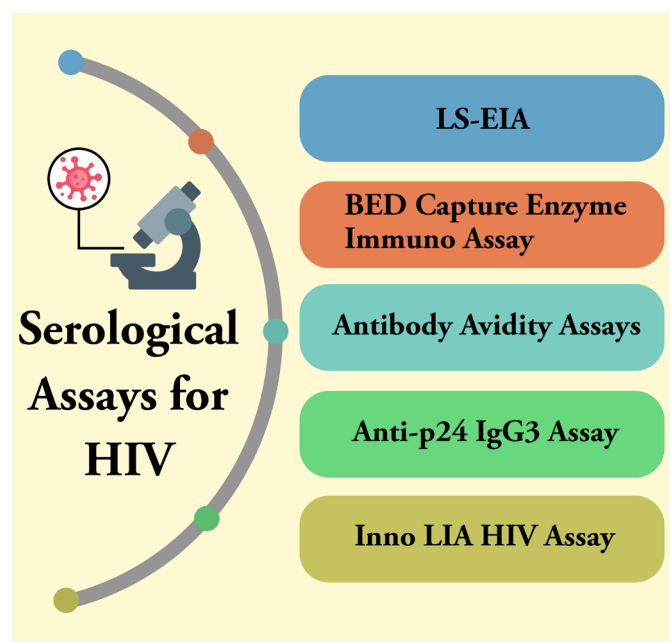 Serological
Assays for
HIV
LS-EIA
BED Capture Enzyme
Immuno Assay
Antibody Avidity Assays
Anti-p24 IgG3 Assay
Inno LIA HIV Assay